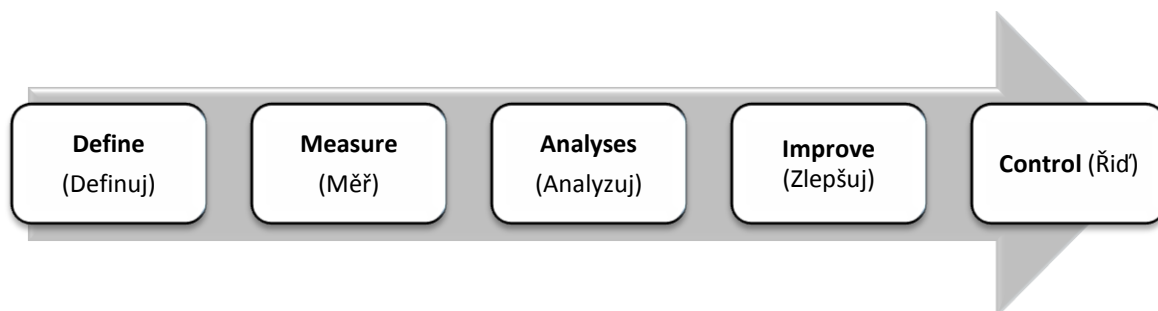 Define
(Definuj)
Measure
(Měř)
Analyses
(Analyzuj)
Improve
(Zlepšuj)
Control (Řiď)